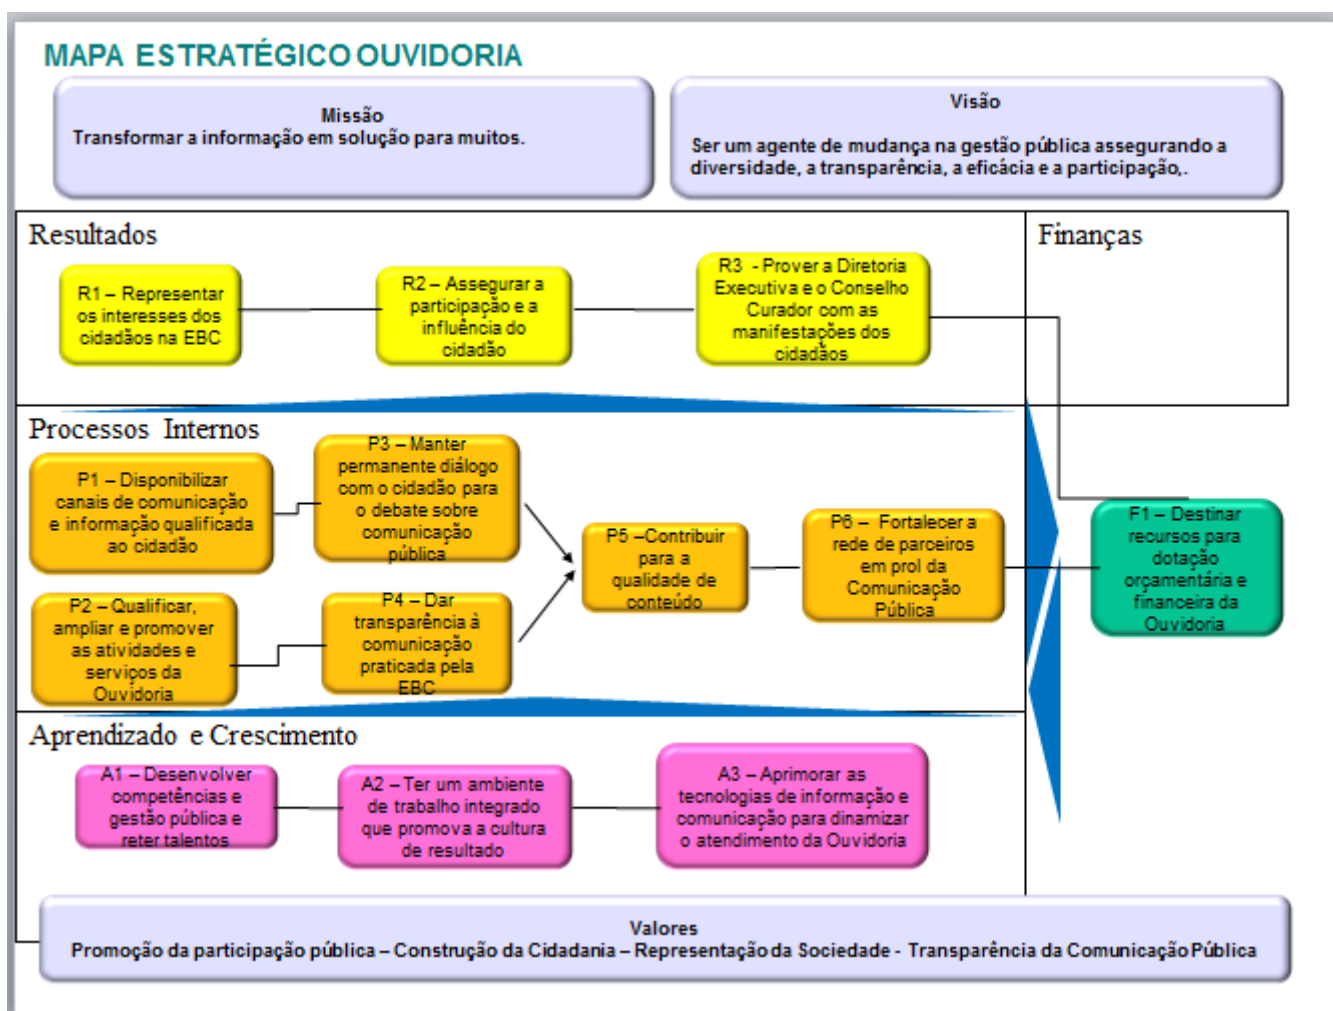 MAPA ESTRATÉGICO OUVIDORIA
Missão
Transformar a informação em solução para muitos.
Visão
Ser um agente de mudança na gestão pública assegurando a
diversidade, a transparência, a eficácia e a participação,.
Resultados
Finanças
R1 – Representar
os interesses dos
cidadãos na EBC
R2 – Assegurar a
participação e a
influência do
cidadão
R3 - Prover a Diretoria
Executiva e o Conselho
Curador com as
manifestações dos
cidadãos
Processos Internos
P1 – Disponibilizar
canais de comunicação
e informação qualificada
ao cidadão
P3 – Manter
permanente diálogo
com o cidadão para
o debate sobre
comunicação
pública
P2 – Qualificar,
ampliar e promover
as atividades e
serviços da
Ouvidoria
P4 – Dar
transparência à
comunicação
praticada pela
EBC
P5 –Contribuir
para a
qualidade de
conteúdo
P6 – Fortalecer a
rede de parceiros
em prol da
Comunicação
Pública
F1 – Destinar
recursos para
dotação
orçamentária e
financeira da
Ouvidoria
Aprendizado e Crescimento
A1 – Desenvolver
competências e
gestão pública e
reter talentos
A2 – Ter um ambiente
de trabalho integrado
que promova a cultura
de resultado
A3 – Aprimorar as
tecnologias de informação e
comunicação para dinamizar
o atendimento da Ouvidoria
Valores
Promoção da participação pública – Construção da Cidadania – Representação da Sociedade - Transparência da Comunicação Pública